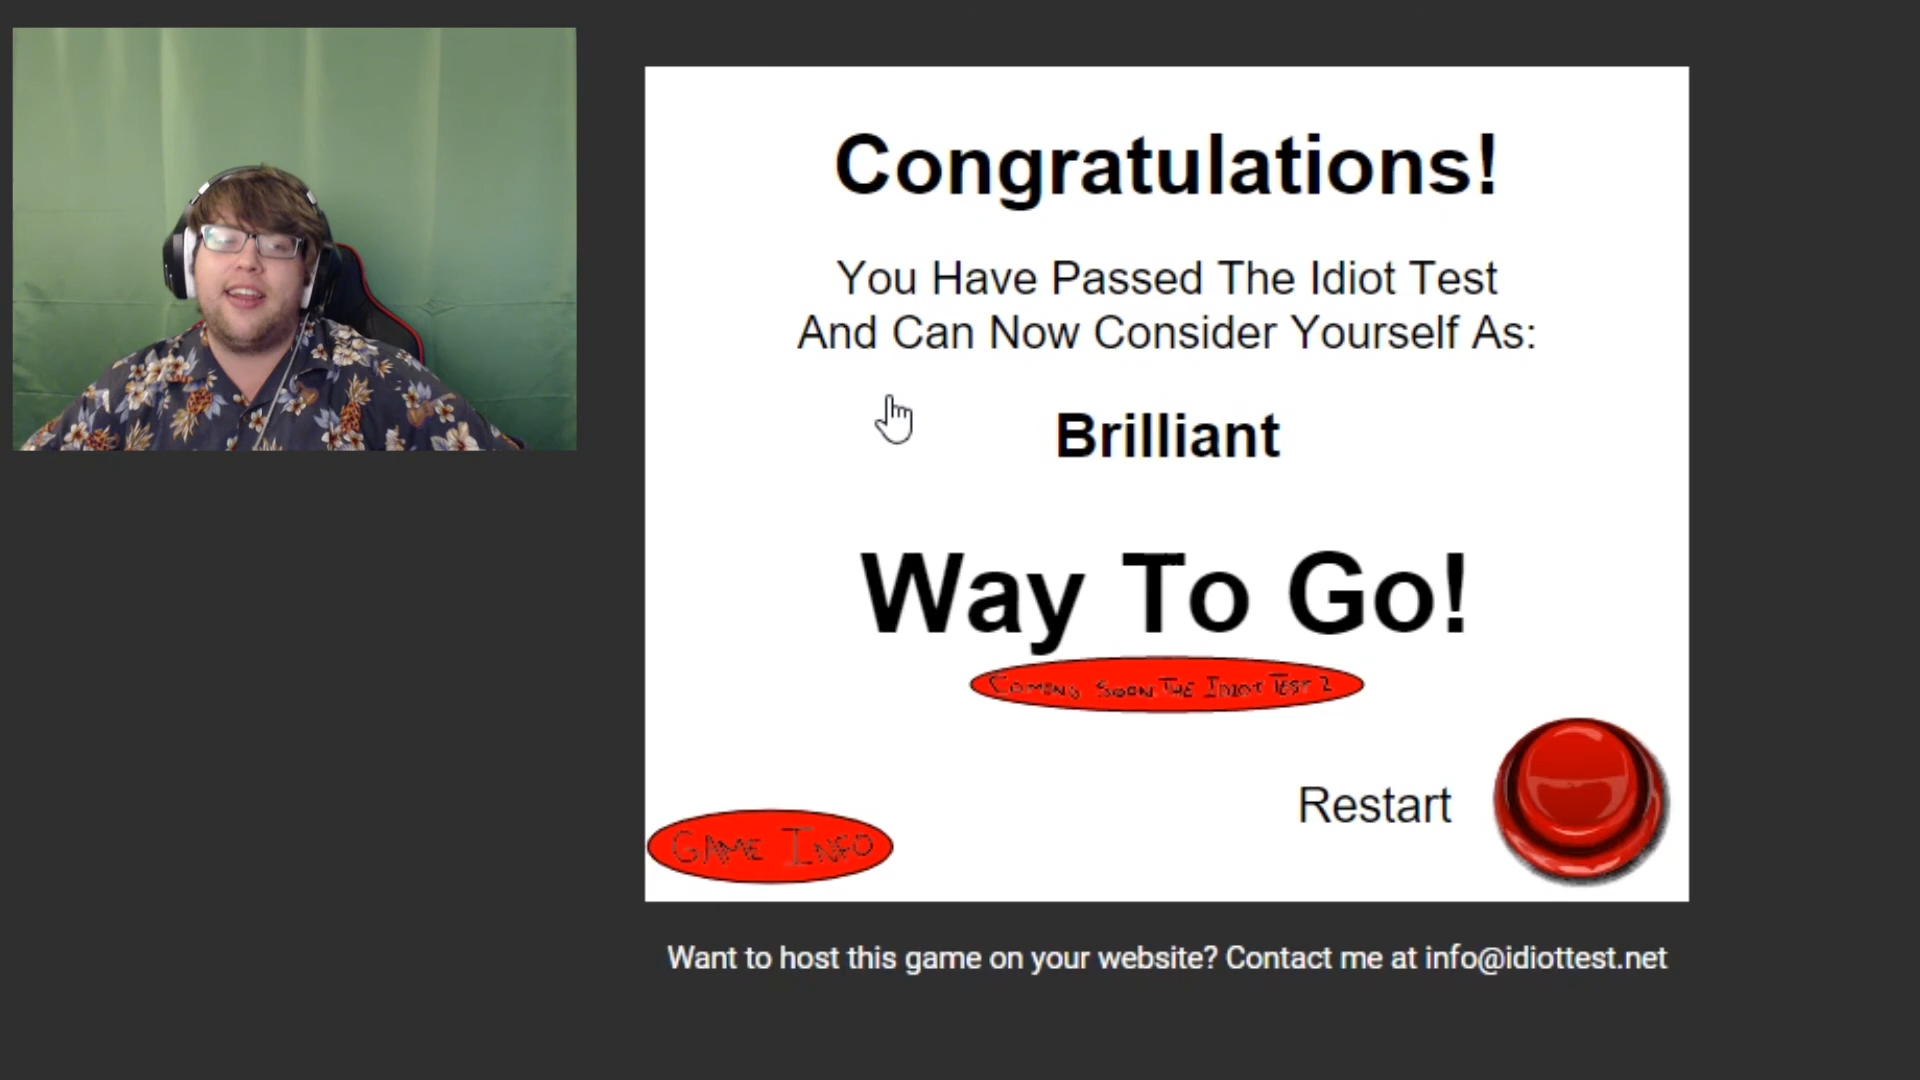 Congratulations!
You Have Passed The Idiot Test
And Can Now Consider Yourself As:
Brilliant
Way To Go!
COMING SOON THE IDIOT TEST 2
Restart
GAME INFO
Want to host this game on your website? Contact me at info@idiottest.net